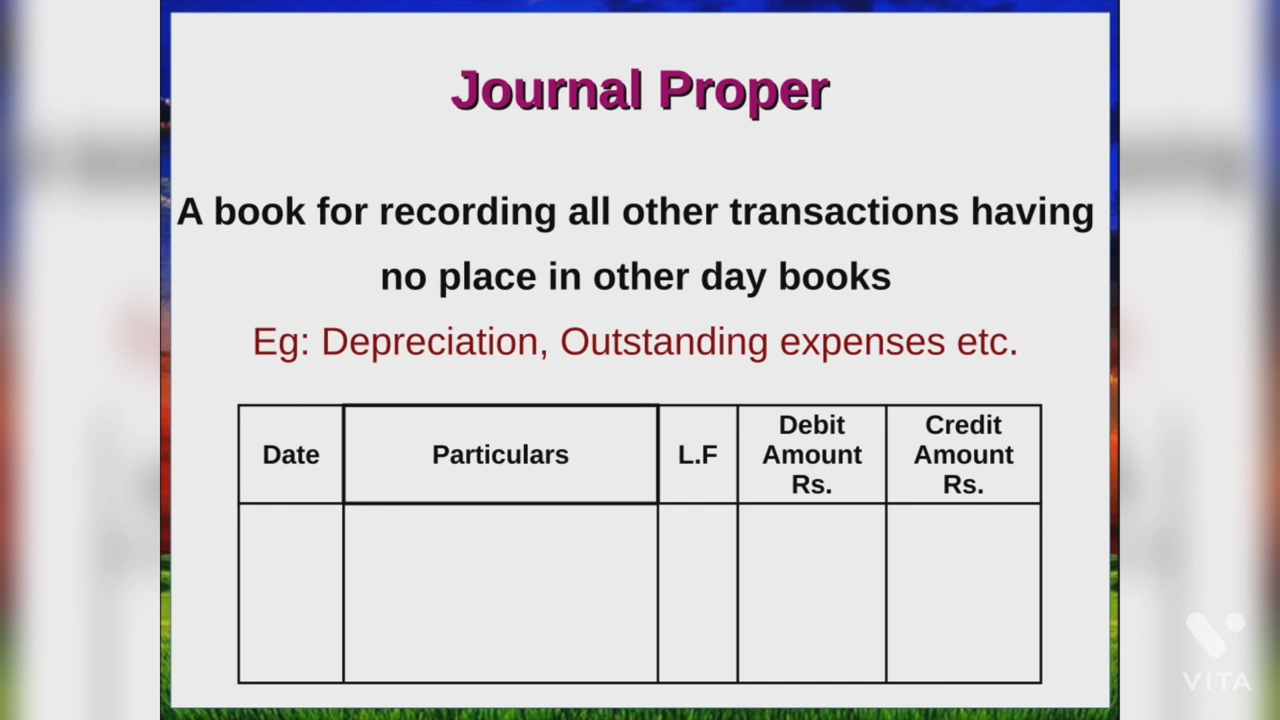 Journal Proper
A book for recording all other transactions having
no place in other day books
Eg: Depreciation, Outstanding expenses etc.
Date Particulars L.F Debit Amount Rs. Credit Amount Rs.
VITA